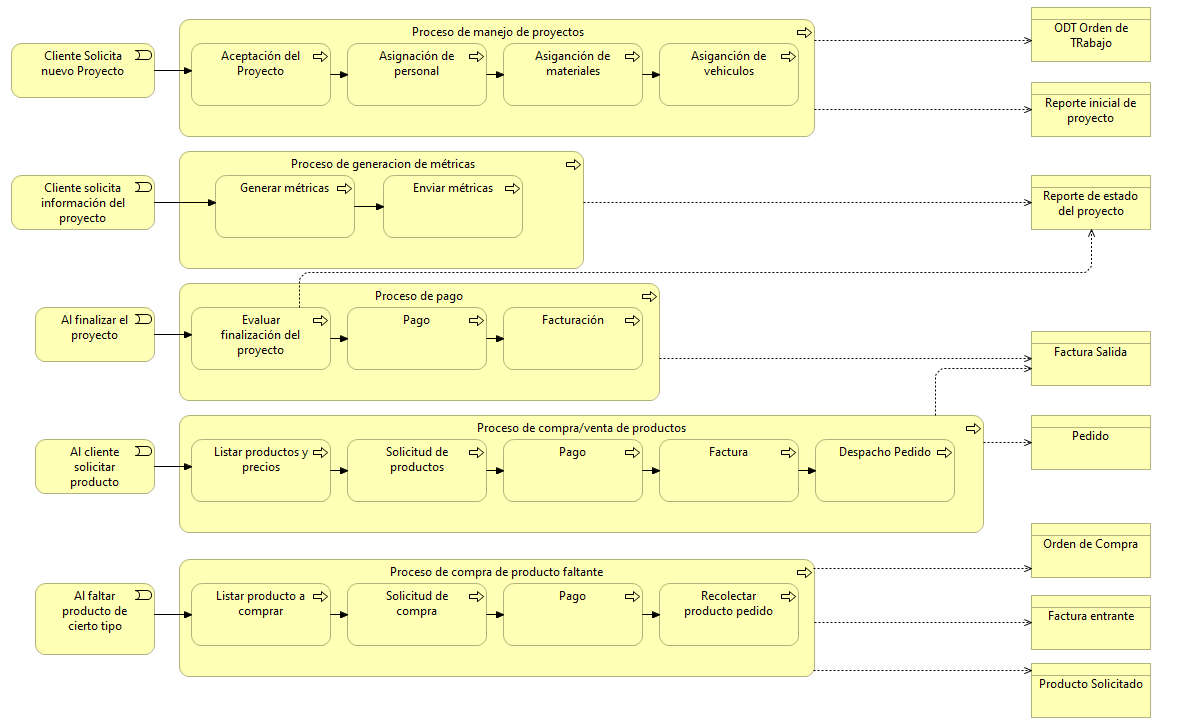 Cliente Solicita
nuevo Proyecto
Proceso de manejo de proyectos
Aceptación del
Proyecto
Asignación de
personal
Asigancción de
materiales
Asigancción de
vehiculos
ODT Orden de
TRabajo
Reporte inicial de
proyecto
Cliente solicita
información del
proyecto
Proceso de generacion de métricas
Generar métricas
Enviar métricas
Reporte de estado
del proyecto
Al finalizar el
proyecto
Proceso de pago
Evaluar
finalización del
proyecto
Pago
Facturación
Factura Salida
Al cliente
solicitar
producto
Proceso de compra/venta de productos
Listar productos y
precios
Solicitud de
productos
Pago
Factura
Despacho Pedido
Pedido
Al faltar
producto de
cierto tipo
Proceso de compra de producto faltante
Listar producto a
comprar
Solicitud de
compra
Pago
Recolectar
producto pedido
Orden de Compra
Factura entrante
Producto Solicitado